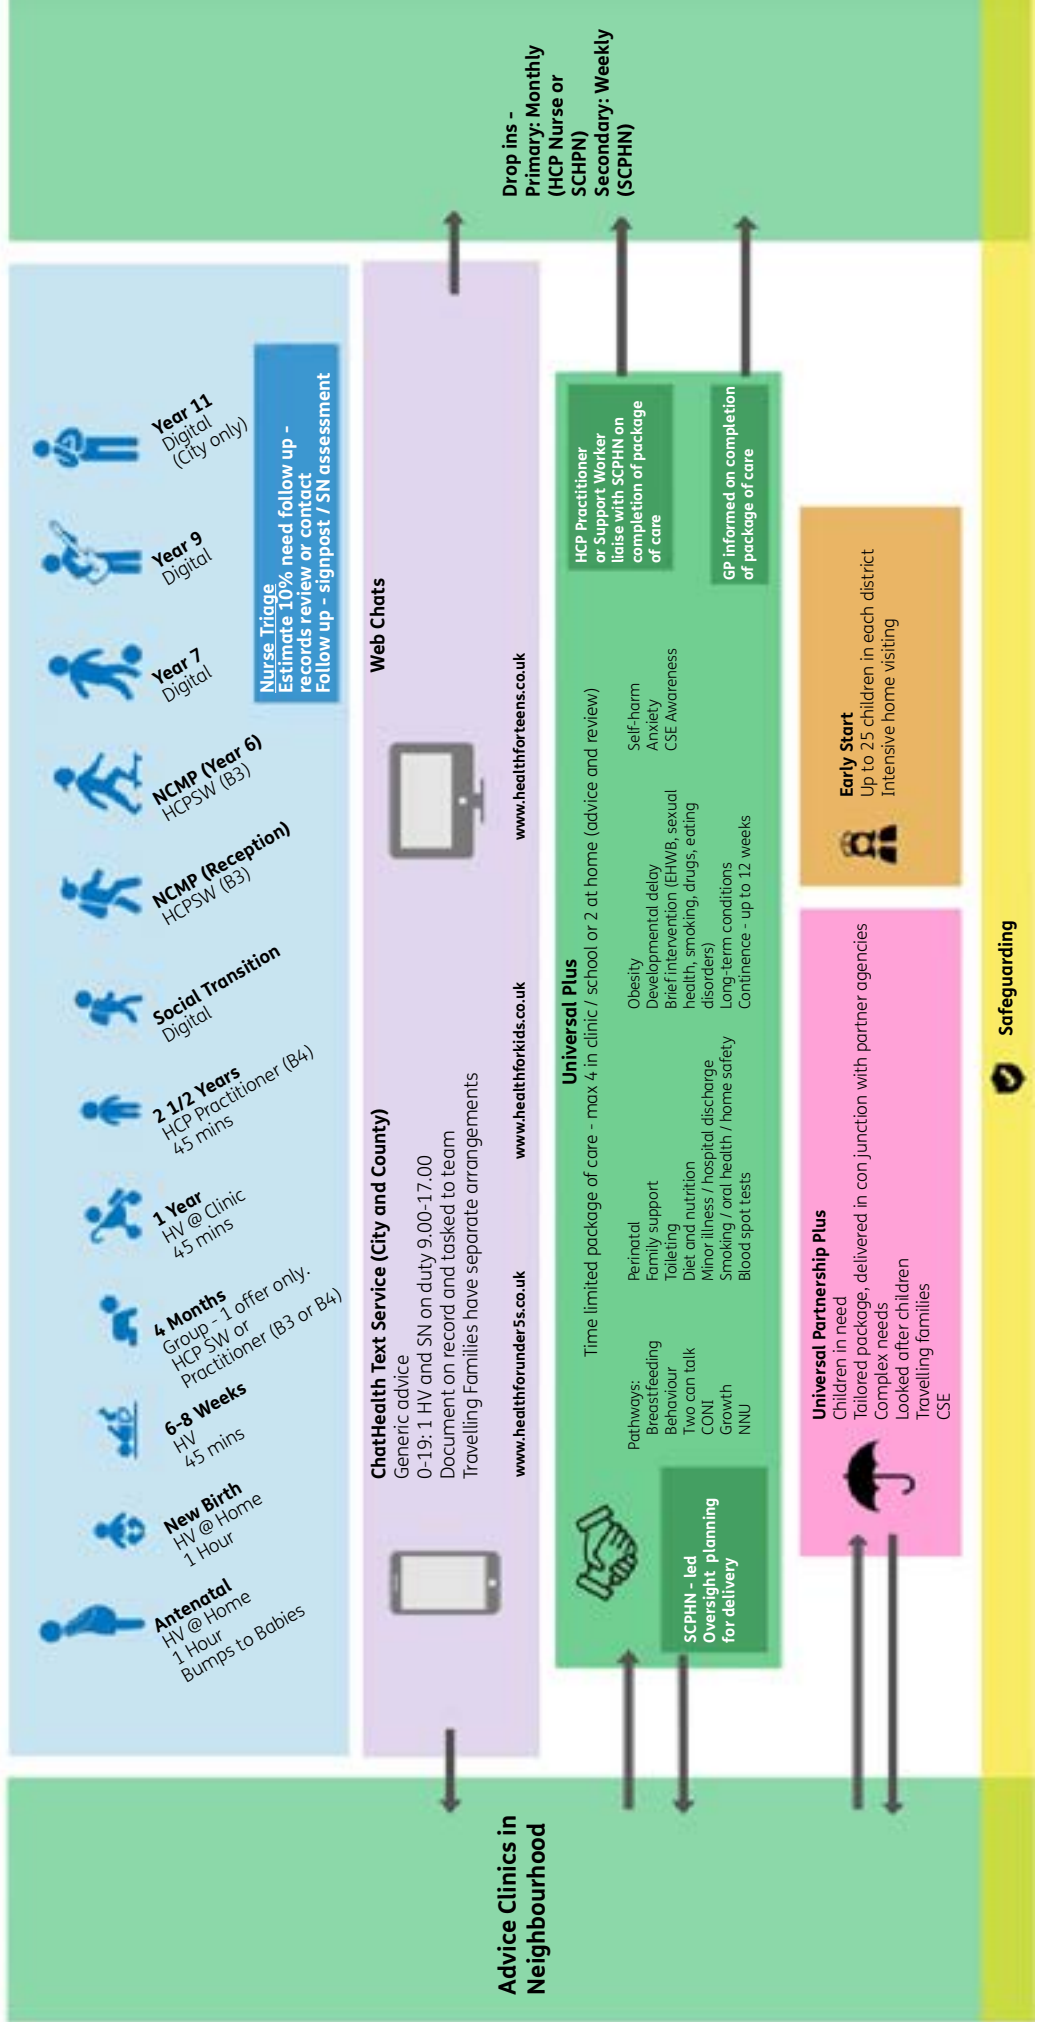 Advice Clinics in
Neighbourhood
Antenatal
HV @ Home
1 Hour
Bumps to Babies
New Birth
HV @ Home
1 Hour
6-8 Weeks
HV
45 mins
4 Months
Group - 1 offer only.
HCP SW or
Practitioner (B3 or B4)
1 Year
HV @ Clinic
45 mins
2 1/2 Years
HCP Practitioner (B4)
45 mins
Social Transition
Digital
NCMP (Reception)
HCPSW (B3)
NCMP (Year 6)
HCPSW (B3)
Year 7
Digital
Year 9
Digital
Year 11
Digital
(City only)
Nurse Triage
Estimate 10% need follow up -
records review or contact
Follow up - signpost / SN assessment
ChatHealth Text Service (City and County)
Generic advice
0-19: 1 HV and SN on duty 9.00-17.00
Document on record and tasked to team
Travelling Families have separate arrangements
Web Chats
www.healthforunder5s.co.uk
www.healthforkids.co.uk
www.healthforteens.co.uk
Universal Plus
Time limited package of care - max 4 in clinic / school or 2 at home (advice and review)
SCPHN - led
Oversight planning
for delivery
Pathways:
Breastfeeding
Behaviour
Two can talk
CONI
Growth
NNU
Perinatal
Family support
Toileting
Diet and nutrition
Minor illness / hospital discharge
Smoking / oral health / home safety
Blood spot tests
Obesity
Developmental delay
Brief intervention (EHWB, sexual
health, smoking, drugs, eating
disorders)
Long-term conditions
Continence - up to 12 weeks
Self-harm
Anxiety
CSE Awareness
HCP Practitioner
or Support Worker
liaise with SCPHN on
completion of package
of care
GP informed on completion
of package of care
Universal Partnership Plus
Children in need
Tailored package, delivered in con junction with partner agencies
Complex needs
Looked after children
Travelling families
CSE
Early Start
Up to 25 children in each district
Intensive home visiting
Drop ins -
Primary: Monthly
(HCP Nurse or
SCHPN)
Secondary: Weekly
(SCPHN)
Safeguarding